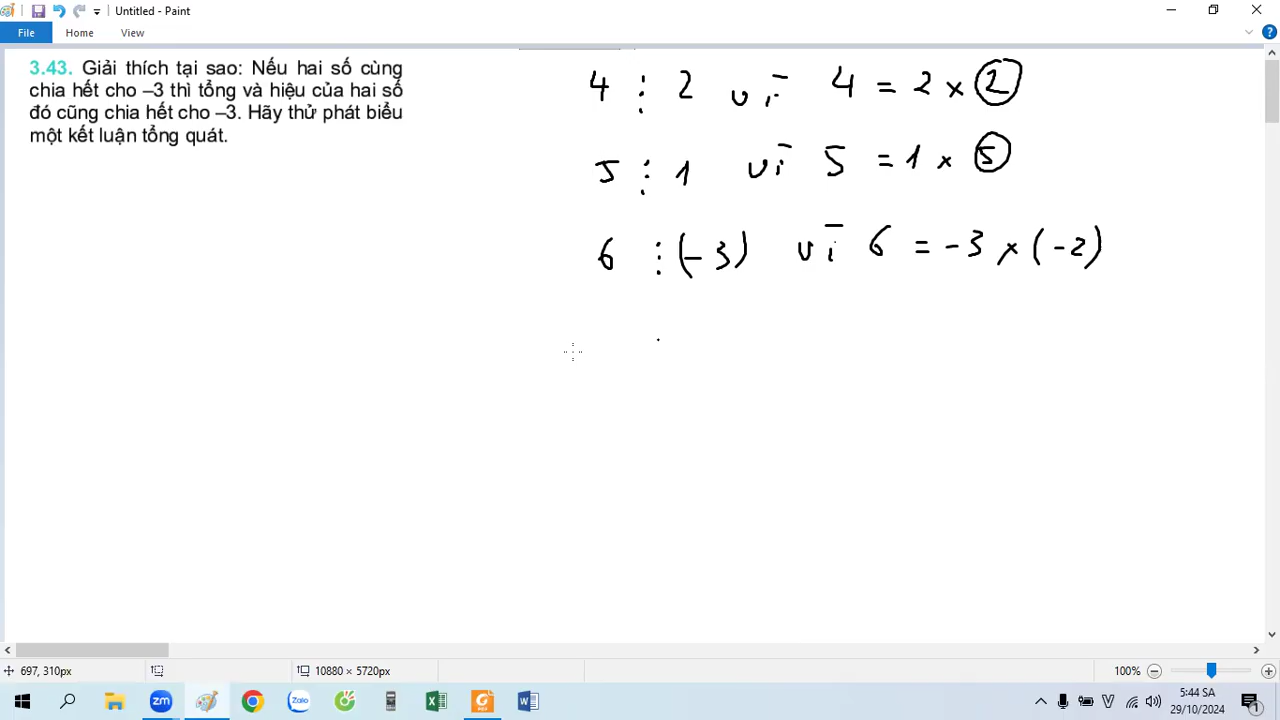 Untitled - Paint
File Home View
3.43. Giải thích tại sao: Nếu hai số cùng
chia hết cho –3 thì tổng và hiệu của hai số
đó cũng chia hết cho –3. Hãy thử phát biểu
một kết luận tổng quát.
4 ⋮ 2 vì 4 = 2 × 2
5 ⋮ 1 vì 5 = 1 × 5
6 ⋮ (-3) vì 6 = -3 × (-2)
697, 310px 10880 × 5720px 100%
zm Zalo PDF 5:44 SA
29/10/2024